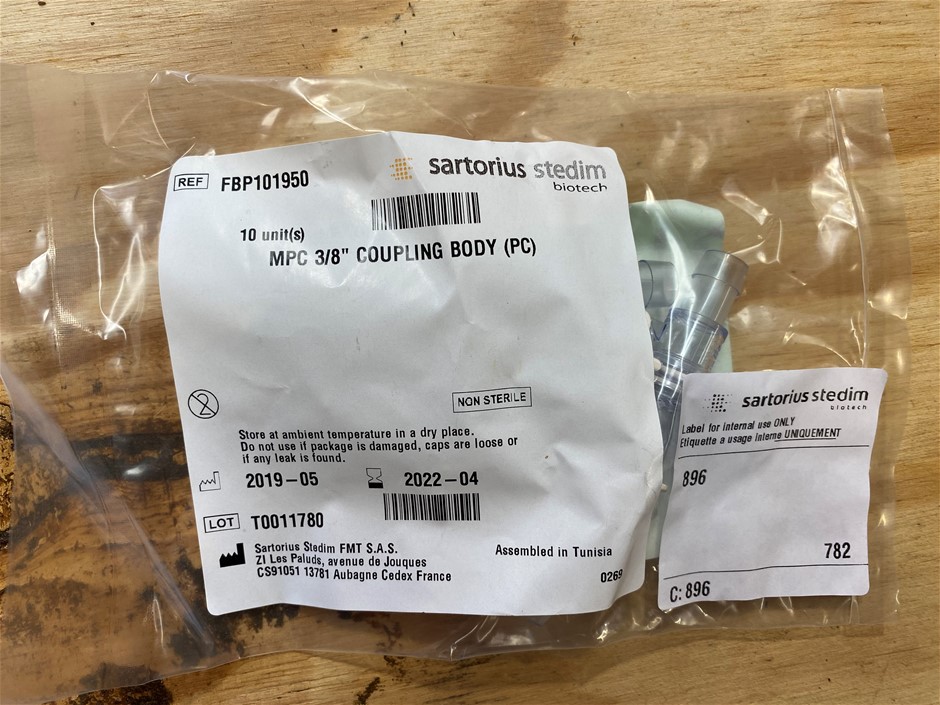 REF FBP101950
sartorius stedim
biotech
10 unit(s)
MPC 3/8" COUPLING BODY (PC)
2
NON STERILE
Store at ambient temperature in a dry place.
Do not use if package is damaged, caps are loose or
if any leak is found.
2019-05 2022-04
LOT T0011780
Sartorius Stedim FMT S.A.S.
ZI Les Paluds, avenue de Jouques
CS91051 13781 Aubagne Cedex France
Assembled in Tunisia
0269
sartorius stedim
biotech
Label for internal use ONLY
Etiquette a usage interne UNIQUEMENT
896
782
C: 896